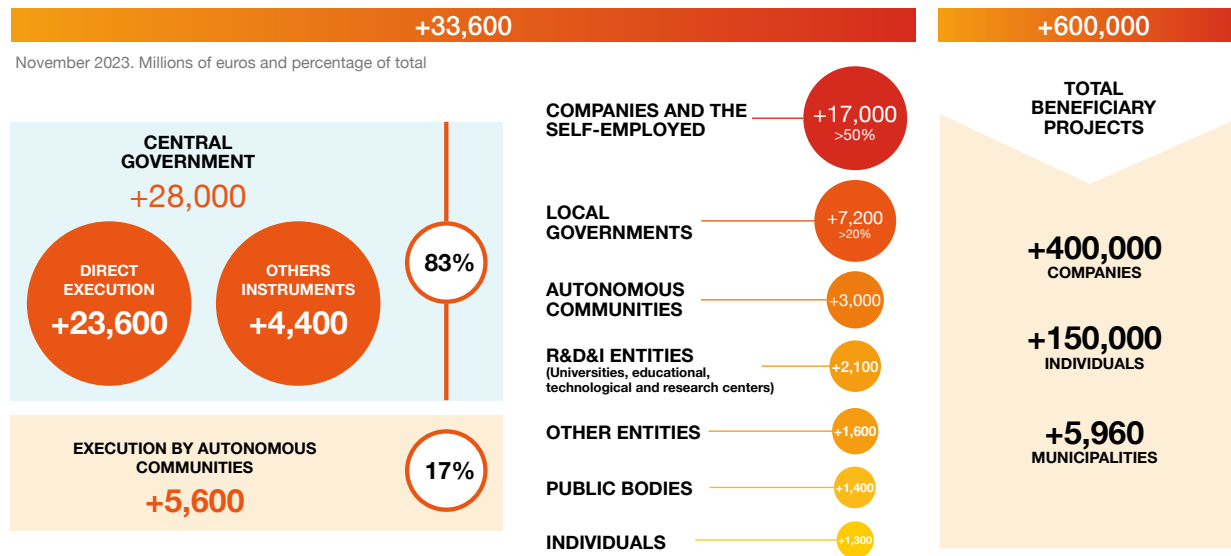 +33,600
+600,000
November 2023. Millions of euros and percentage of total
CENTRAL
GOVERNMENT
+28,000
DIRECT
EXECUTION
+23,600
OTHERS
INSTRUMENTS
+4,400
83%
EXECUTION BY AUTONOMOUS
COMMUNITIES
+5,600
17%
COMPANIES AND THE
SELF-EMPLOYED
+17,000
>50%
LOCAL
GOVERNMENTS
+7,200
>20%
AUTONOMOUS
COMMUNITIES
+3,000
R&D&I ENTITIES
(Universities, educational,
technological and research centers)
+2,100
OTHER ENTITIES
+1,600
PUBLIC BODIES
+1,400
INDIVIDUALS
+1,300
TOTAL
BENEFICIARY
PROJECTS
+400,000
COMPANIES
+150,000
INDIVIDUALS
+5,960
MUNICIPALITIES